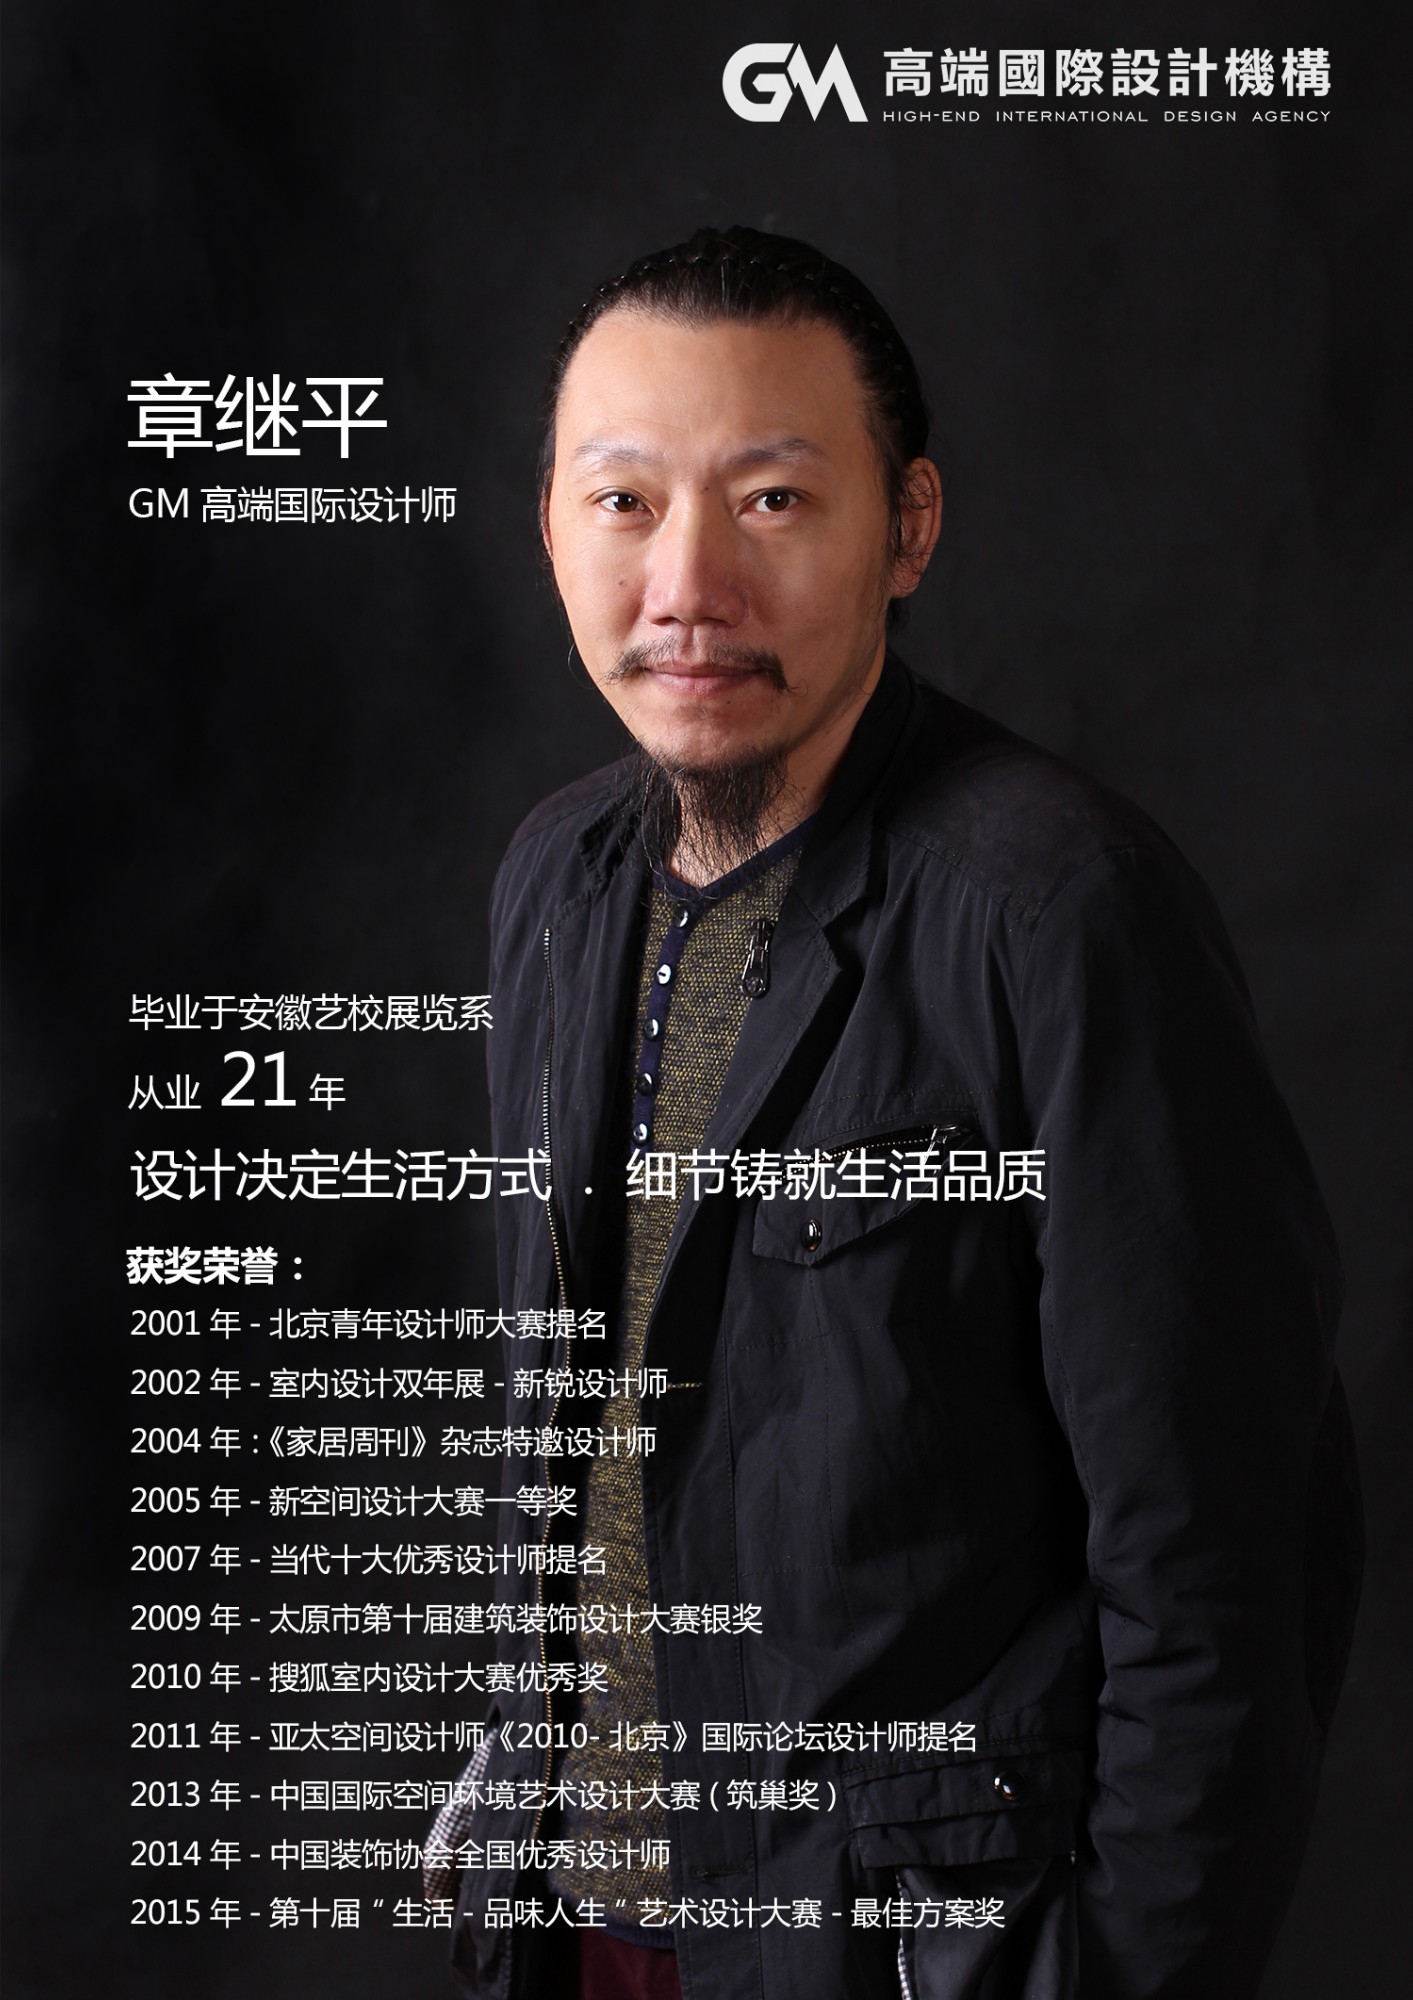 GM 高端國際設計機構
HIGH-END INTERNATIONAL DESIGN AGENCY
章继平
GM 高端国际设计师
毕业于安徽艺校展览系
从业 21 年
设计决定生活方式 . 细节铸就生活品质
获奖荣誉：
2001 年 - 北京青年设计师大赛提名
2002 年 - 室内设计双年展 - 新锐设计师
2004 年 :《家居周刊》杂志特邀设计师
2005 年 - 新空间设计大赛一等奖
2007 年 - 当代十大优秀设计师提名
2009 年 - 太原市第十届建筑装饰设计大赛银奖
2010 年 - 搜狐室内设计大赛优秀奖
2011 年 - 亚太空间设计师《2010- 北京》国际论坛设计师提名
2013 年 - 中国国际空间环境艺术设计大赛 ( 筑巢奖 )
2014 年 - 中国装饰协会全国优秀设计师
2015 年 - 第十届 “ 生活 - 品味人生 “ 艺术设计大赛 - 最佳方案奖